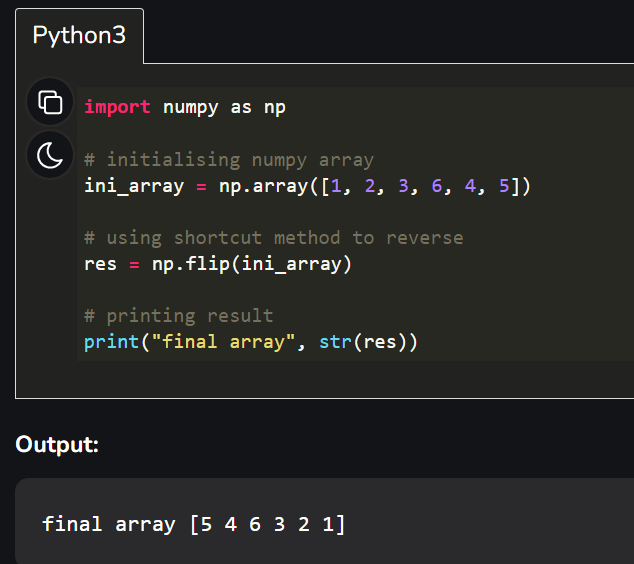 Python3
import numpy as np
# initialising numpy array
ini_array = np.array([1, 2, 3, 6, 4, 5])
# using shortcut method to reverse
res = np.flip(ini_array)
# printing result
print("final array", str(res))
Output:
final array [5 4 6 3 2 1]